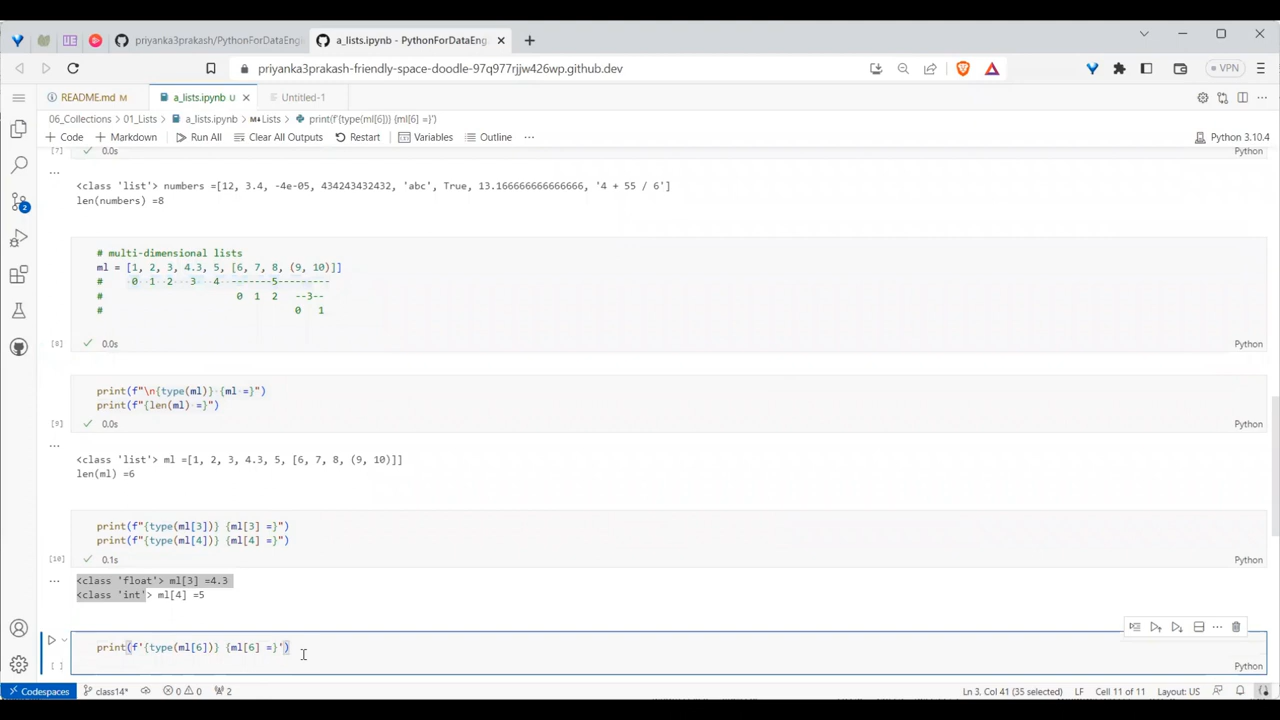 priyanka3prakash/PythonForDataEngi
a_lists.ipynb - PythonForDataEng
priyanka3prakash-friendly-space-doodle-97q977rjjw426wp.github.dev
VPN
README.md M
a_lists.ipynb U
Untitled-1
06_Collections > 01_Lists > a_lists.ipynb > M↓Lists > print(f'{type(ml[6])} {ml[6] =}')
+ Code + Markdown Run All Clear All Outputs Restart Variables Outline ...
Python 3.10.4
[7] 0.0s Python
<class 'list'> numbers =[12, 3.4, -4e-05, 434243432432, 'abc', True, 13.166666666666666, '4 + 55 / 6']
len(numbers) =8
# multi-dimensional lists
ml = [1, 2, 3, 4.3, 5, [6, 7, 8, (9, 10)]]
# 0 1 2 3 4 -------5---------
# 0 1 2 --3--
# 0 1
[8] 0.0s Python
print(f"\n{type(ml)} {ml =}")
print(f"{len(ml) =}")
[9] 0.0s Python
<class 'list'> ml =[1, 2, 3, 4.3, 5, [6, 7, 8, (9, 10)]]
len(ml) =6
print(f"{type(ml[3])} {ml[3] =}")
print(f"{type(ml[4])} {ml[4] =}")
[10] 0.1s Python
<class 'float'> ml[3] =4.3
<class 'int'> ml[4] =5
print(f'{type(ml[6])} {ml[6] =}')
[ ] Python
2
Codespaces class14* 0 0 2 Ln 3, Col 41 (35 selected) LF Cell 11 of 11 Layout: US